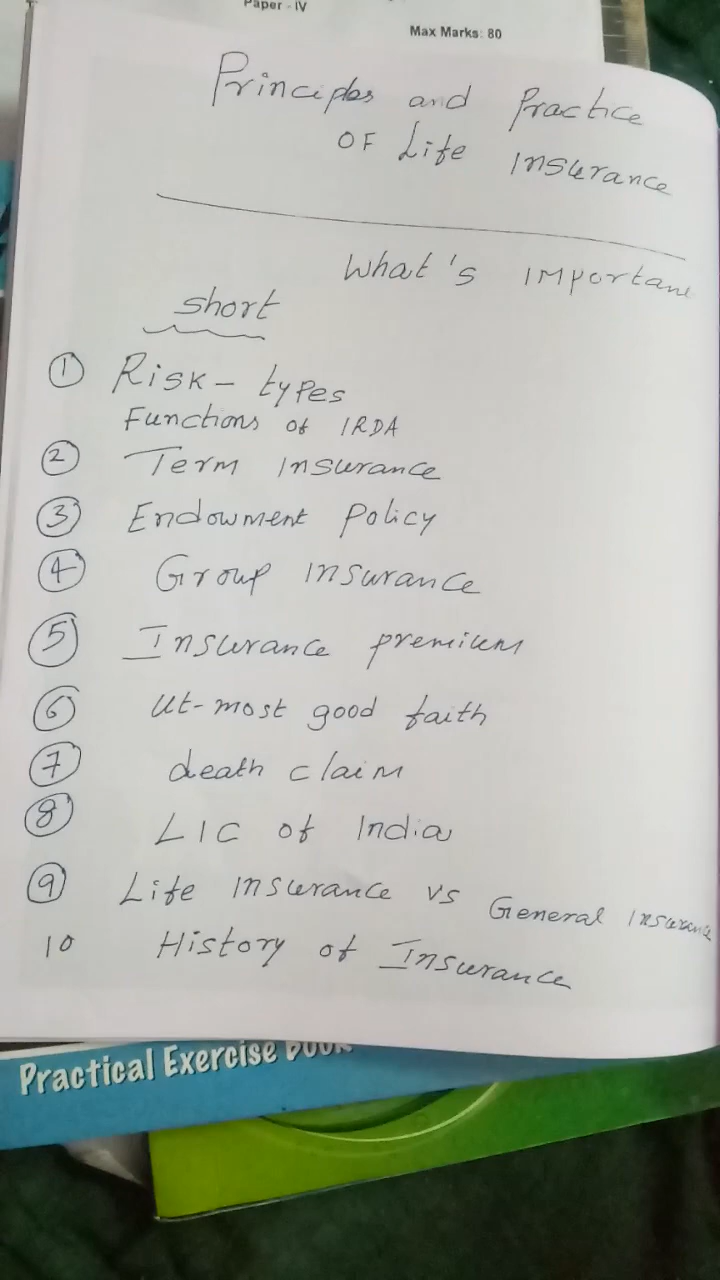 Paper - IV
Max Marks: 80
Principles and Practice
OF Life Insurance
What's Important
short
① Risk - types
Functions of IRDA
② Term Insurance
③ Endowment Policy
④ Group Insurance
⑤ Insurance premium
⑥ Ut-most good faith
⑦ death claim
⑧ LIC of India
⑨ Life Insurance vs General Insurance
10 History of Insurance
Practical Exercise Book